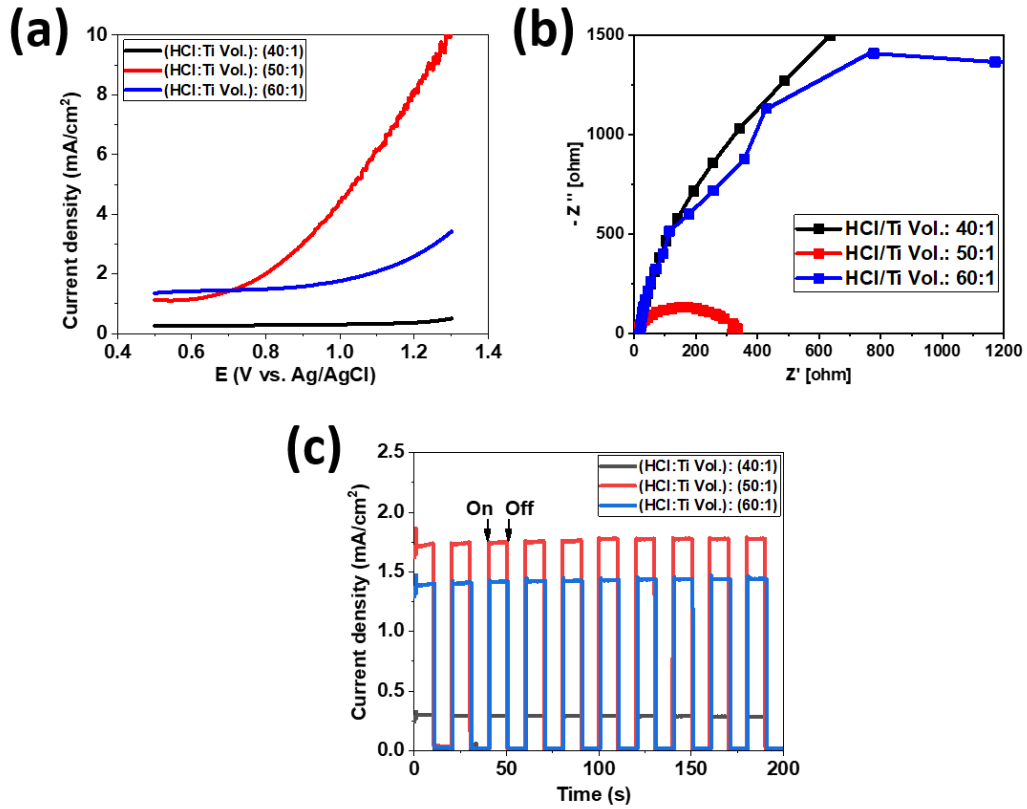 (a)
10
8
6
4
2
0
0.4 0.6 0.8 1.0 1.2 1.4
Current density (mA/cm²)
E (V vs. Ag/AgCl)
(HCl:Ti Vol.): (40:1)
(HCl:Ti Vol.): (50:1)
(HCl:Ti Vol.): (60:1)
(b)
1500
1000
500
0
0 200 400 600 800 1000 1200
- Z'' [ohm]
Z' [ohm]
HCl/Ti Vol.: 40:1
HCl/Ti Vol.: 50:1
HCl/Ti Vol.: 60:1
(c)
2.5
2.0
1.5
1.0
0.5
0.0
0 50 100 150 200
Current density (mA/cm²)
Time (s)
(HCl:Ti Vol.): (40:1)
(HCl:Ti Vol.): (50:1)
(HCl:Ti Vol.): (60:1)
On Off